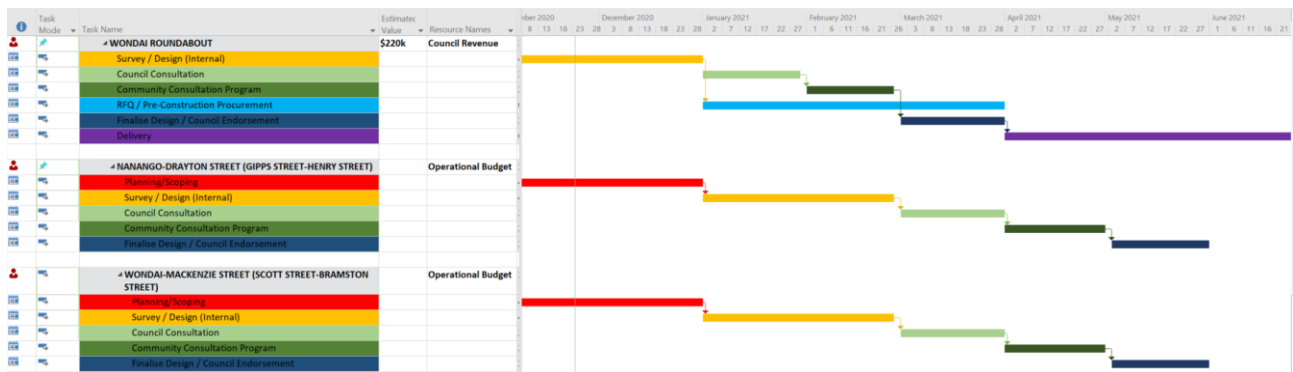 Task Mode
Task Name
Estimated Value
Resource Names
ber 2020 December 2020 January 2021 February 2021 March 2021 April 2021 May 2021 June 2021
8 13 18 23 28 3 8 13 18 23 28 2 7 12 17 22 27 1 6 11 16 21 26 3 8 13 18 23 28 2 7 12 17 22 27 2 7 12 17 22 27 1 6 11 16 21
WONDAI ROUNDABOUT $220k Council Revenue
Survey / Design (Internal)
Council Consultation
Community Consultation Program
RFQ / Pre-Construction Procurement
Finalise Design / Council Endorsement
Delivery
NANANGO-DRAYTON STREET (GIPPS STREET-HENRY STREET) Operational Budget
Planning/Scoping
Survey / Design (Internal)
Council Consultation
Community Consultation Program
Finalise Design / Council Endorsement
WONDAI-MACKENZIE STREET (SCOTT STREET-BRAMSTON Operational Budget
STREET)
Planning/Scoping
Survey / Design (Internal)
Council Consultation
Community Consultation Program
Finalise Design / Council Endorsement